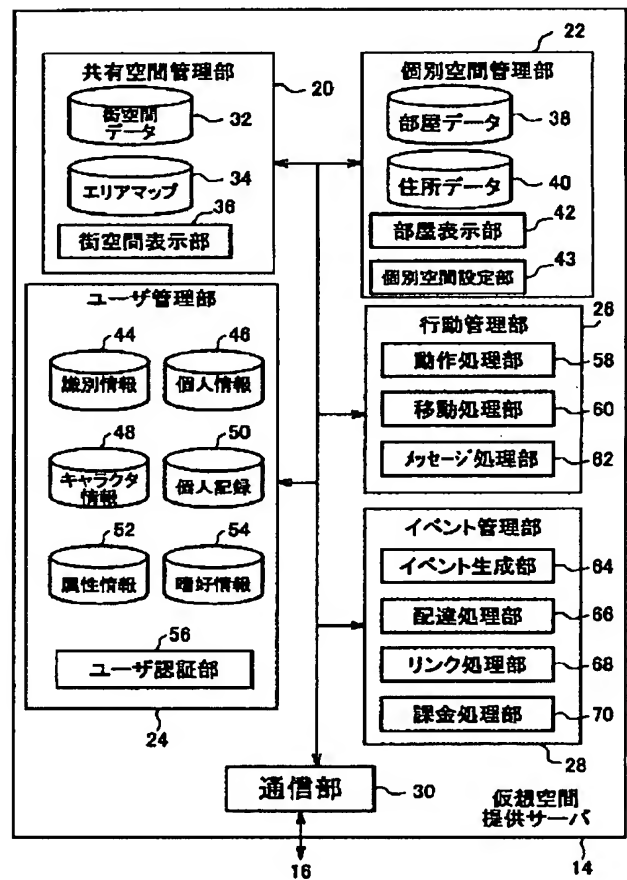 共有空間管理部
20
街空間
データ
32
エリアマップ
34
36
街空間表示部
22
個別空間管理部
部屋データ
38
住所データ
40
42
部屋表示部
43
個別空間設定部
ユーザ管理部
44
識別情報
46
個人情報
48
キャラクタ
情報
50
個人記録
52
属性情報
54
嗜好情報
56
ユーザ認証部
24
26
行動管理部
動作処理部
58
移動処理部
60
メッセージ処理部
62
イベント管理部
イベント生成部
64
配達処理部
66
リンク処理部
68
課金処理部
70
28
通信部
30
仮想空間
提供サーバ
16
14